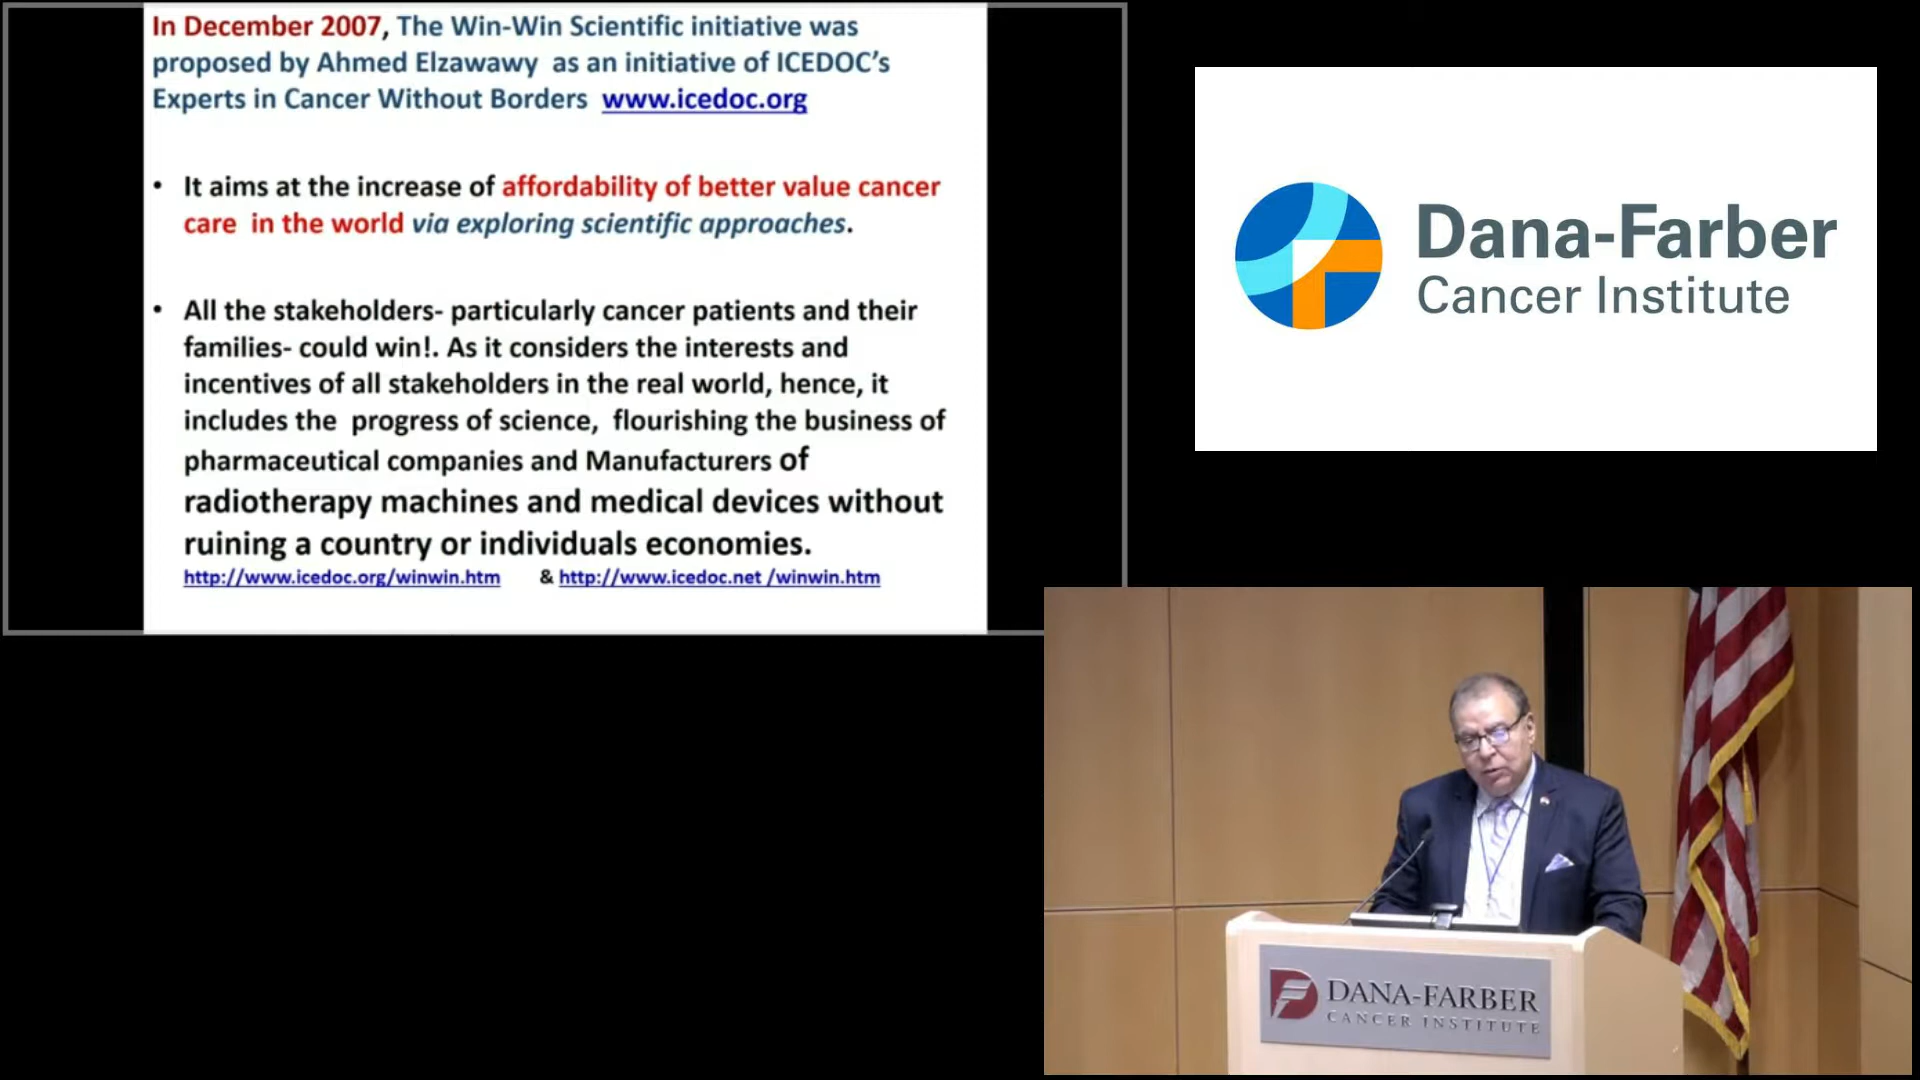 In December 2007, The Win-Win Scientific initiative was
proposed by Ahmed Elzawawy as an initiative of ICEDOC's
Experts in Cancer Without Borders www.icedoc.org
• It aims at the increase of affordability of better value cancer
care in the world via exploring scientific approaches.
• All the stakeholders- particularly cancer patients and their
families- could win!. As it considers the interests and
incentives of all stakeholders in the real world, hence, it
includes the progress of science, flourishing the business of
pharmaceutical companies and Manufacturers of
radiotherapy machines and medical devices without
ruining a country or individuals economies.
http://www.icedoc.org/winwin.htm & http://www.icedoc.net /winwin.htm
Dana-Farber
Cancer Institute
DANA-FARBER
CANCER INSTITUTE